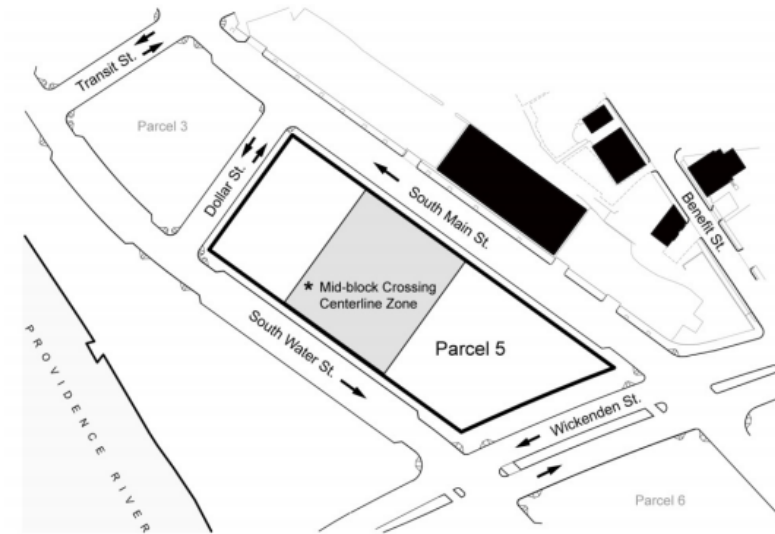 Transit St.
Parcel 3
Dollar St.
South Main St.
Benefit St.
* Mid-block Crossing
Centerline Zone
South Water St.
Parcel 5
PROVIDENCE RIVER
Wickenden St.
Parcel 6